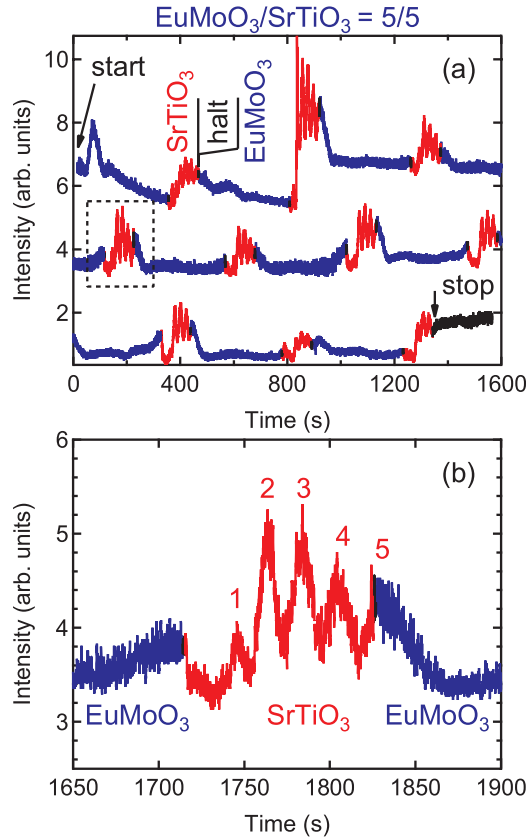 EuMoO3/SrTiO3 = 5/5
(a)
start
SrTiO3
halt
EuMoO3
stop
Intensity (arb. units)
10
8
6
4
2
0 400 800 1200 1600
Time (s)
(b)
1 2 3 4 5
Intensity (arb. units)
6
5
4
3
EuMoO3 SrTiO3 EuMoO3
1650 1700 1750 1800 1850 1900
Time (s)